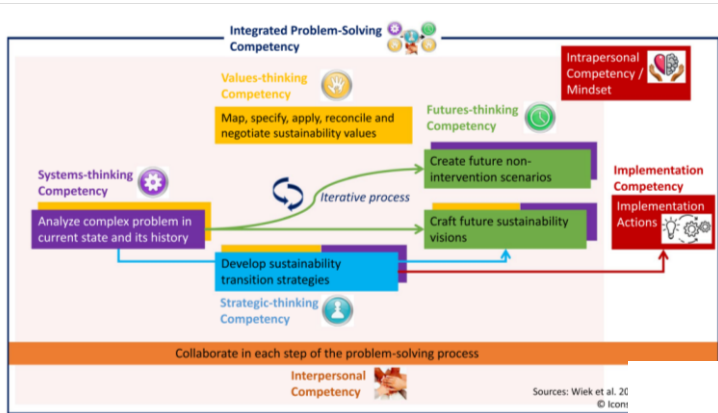 Integrated Problem-Solving
Competency
Intrapersonal
Competency /
Mindset
Values-thinking
Competency
Map, specify, apply, reconcile and
negotiate sustainability values
Futures-thinking
Competency
Create future non-
intervention scenarios
Systems-thinking
Competency
Iterative process
Implementation
Competency
Analyze complex problem in
current state and its history
Craft future sustainability
visions
Implementation
Actions
Develop sustainability
transition strategies
Strategic-thinking
Competency
Collaborate in each step of the problem-solving process
Interpersonal
Competency
Sources: Wiek et al. 20
© Icons